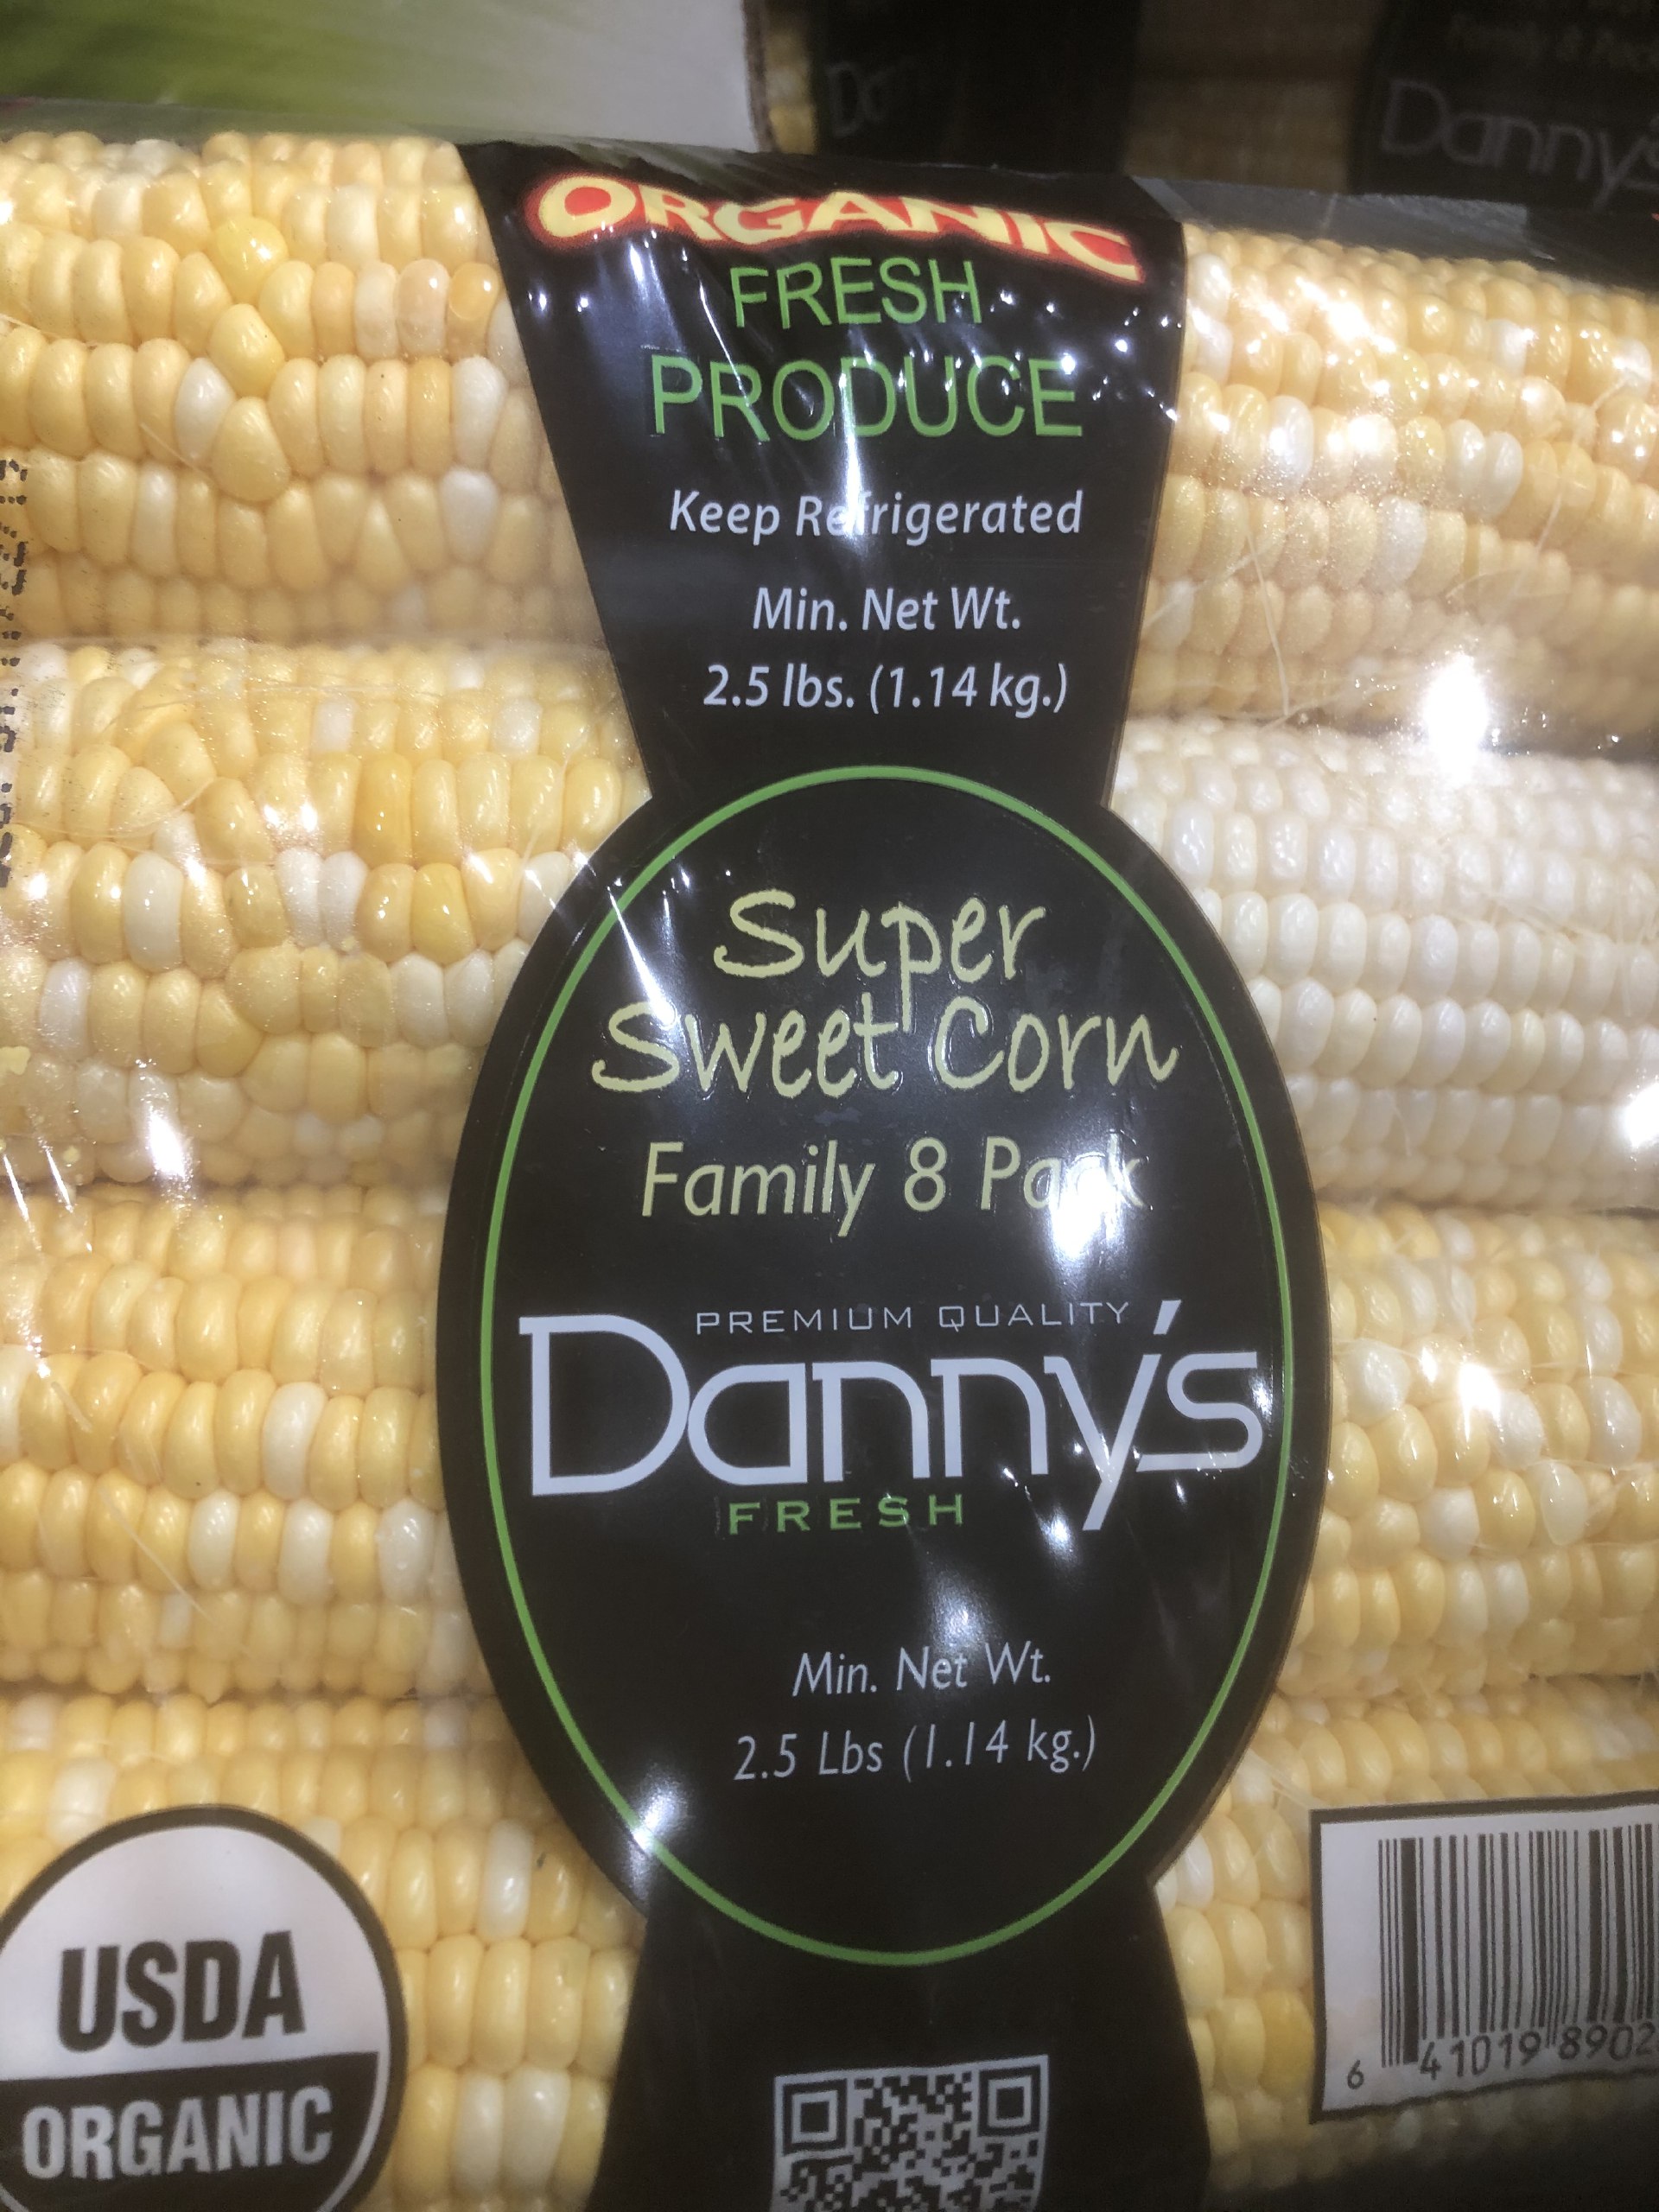 Danny's
ORGANIC
FRESH
PRODUCE
Keep Refrigerated
Min. Net Wt.
2.5 lbs. (1.14 kg.)
Super
Sweet Corn
Family 8 Pack
PREMIUM QUALITY
Danny's
FRESH
Min. Net Wt.
2.5 Lbs (1.14 kg.)
USDA
ORGANIC
6 41019 8902